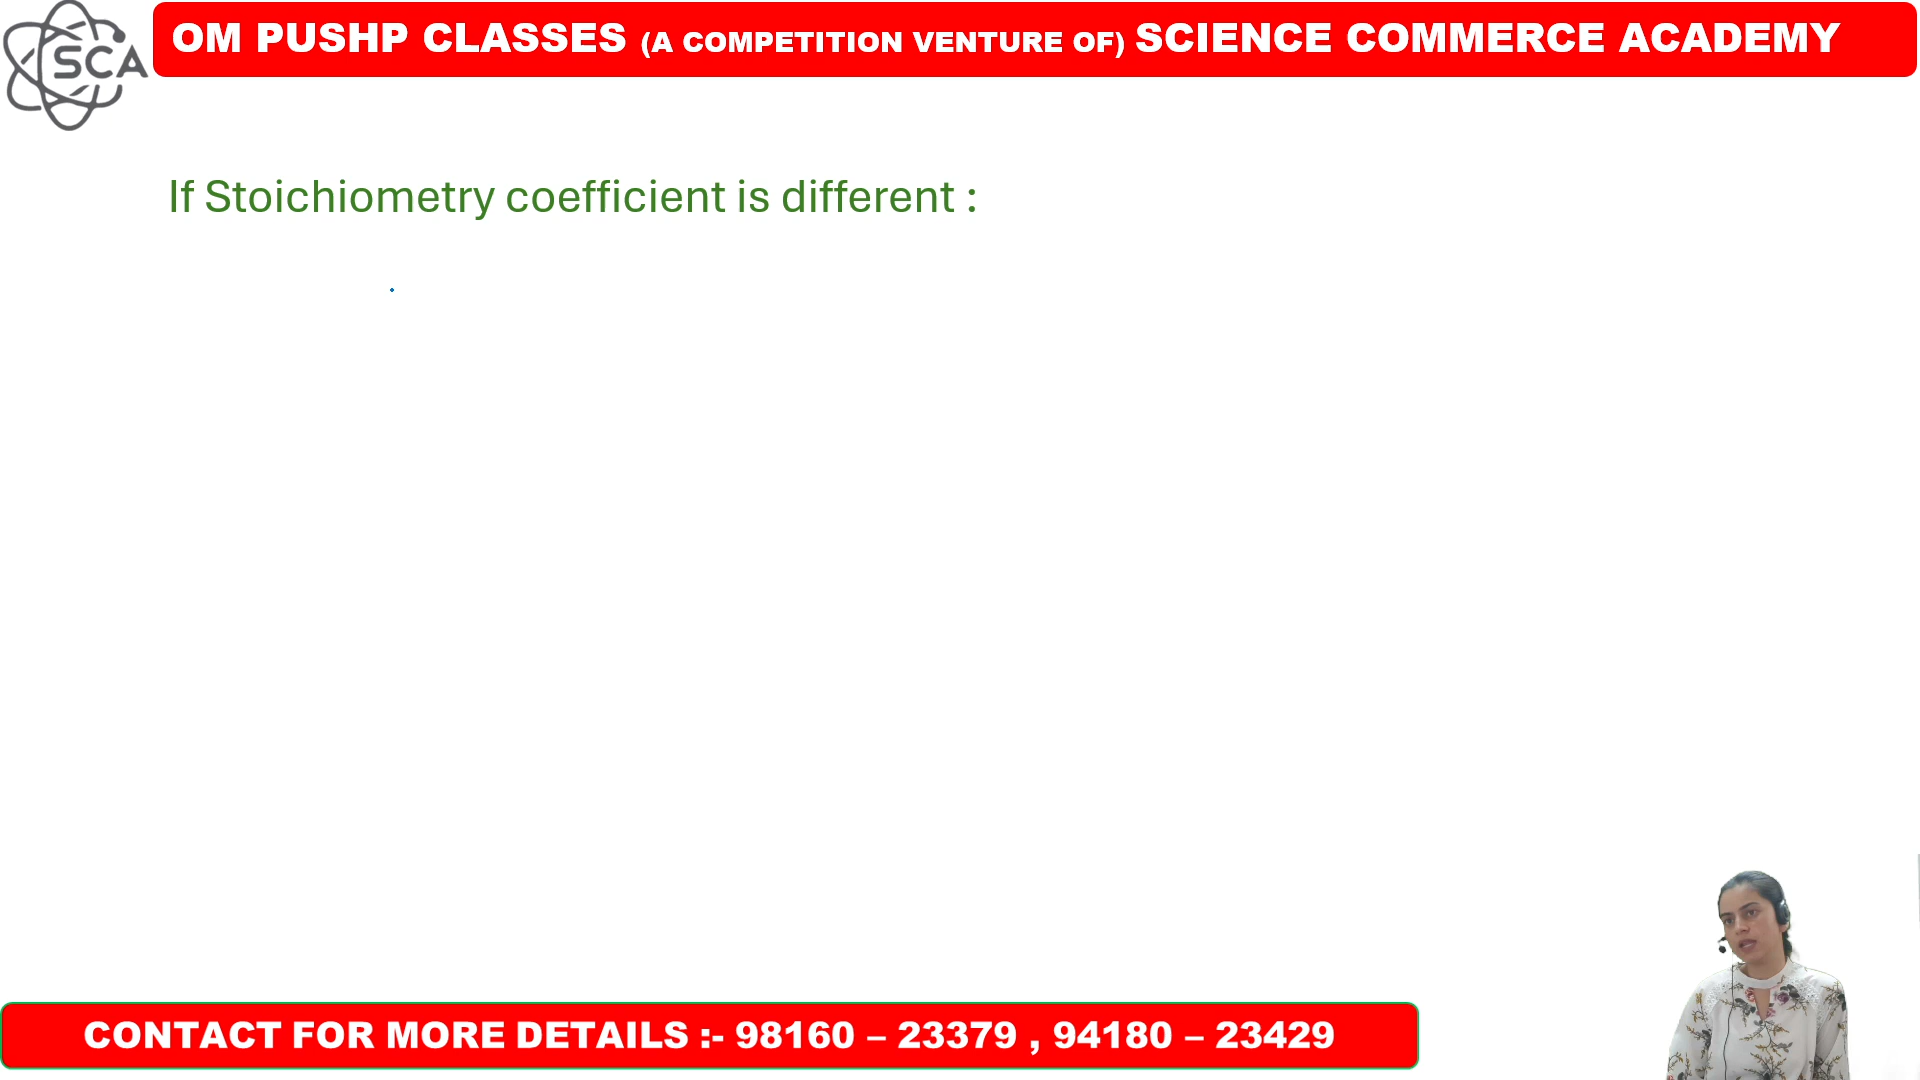 SCA
OM PUSHP CLASSES (A COMPETITION VENTURE OF) SCIENCE COMMERCE ACADEMY
If Stoichiometry coefficient is different :
CONTACT FOR MORE DETAILS :- 98160 – 23379 , 94180 – 23429